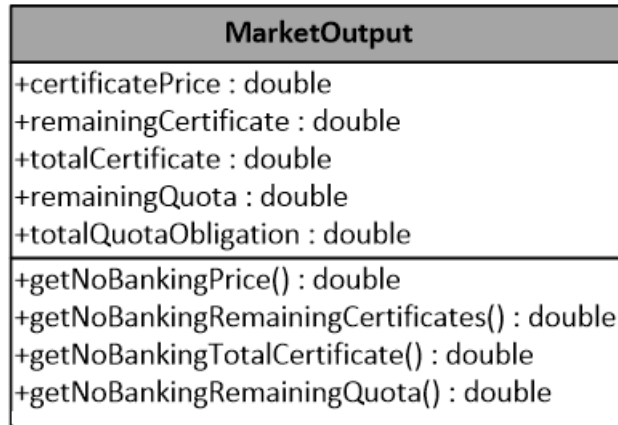 MarketOutput
+certificatePrice : double
+remainingCertificate : double
+totalCertificate : double
+remainingQuota : double
+totalQuotaObligation : double
+getNoBankingPrice() : double
+getNoBankingRemainingCertificates() : double
+getNoBankingTotalCertificate() : double
+getNoBankingRemainingQuota() : double